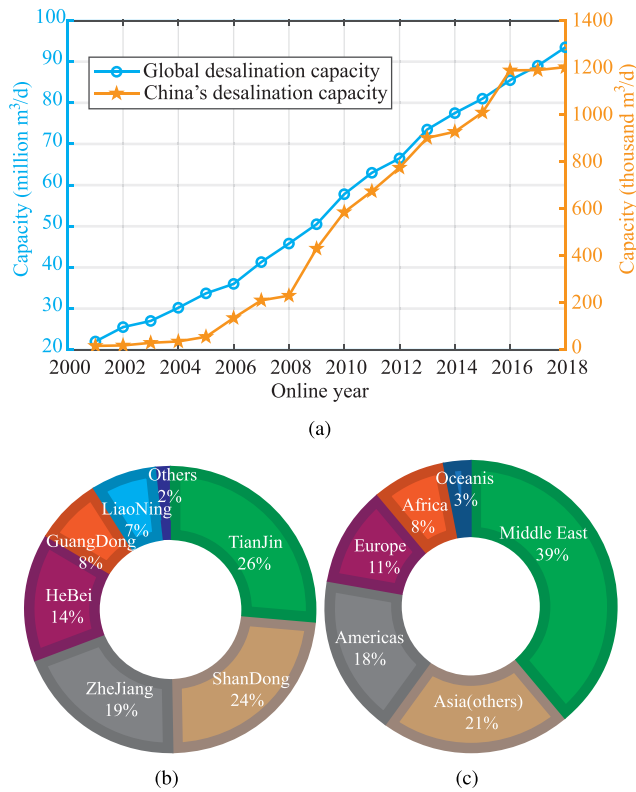 100
90
80
70
60
50
40
30
20
Capacity (million m³/d)
1400
1200
1000
800
600
400
200
0
Capacity (thousand m³/d)
Global desalination capacity
China's desalination capacity
2000 2002 2004 2006 2008 2010 2012 2014 2016 2018
Online year
(a)
Others
2%
LiaoNing
7%
GuangDong
8%
HeBei
14%
ZheJiang
19%
ShanDong
24%
TianJin
26%
(b)
Oceanis
3%
Africa
8%
Europe
11%
Americas
18%
Asia(others)
21%
Middle East
39%
(c)